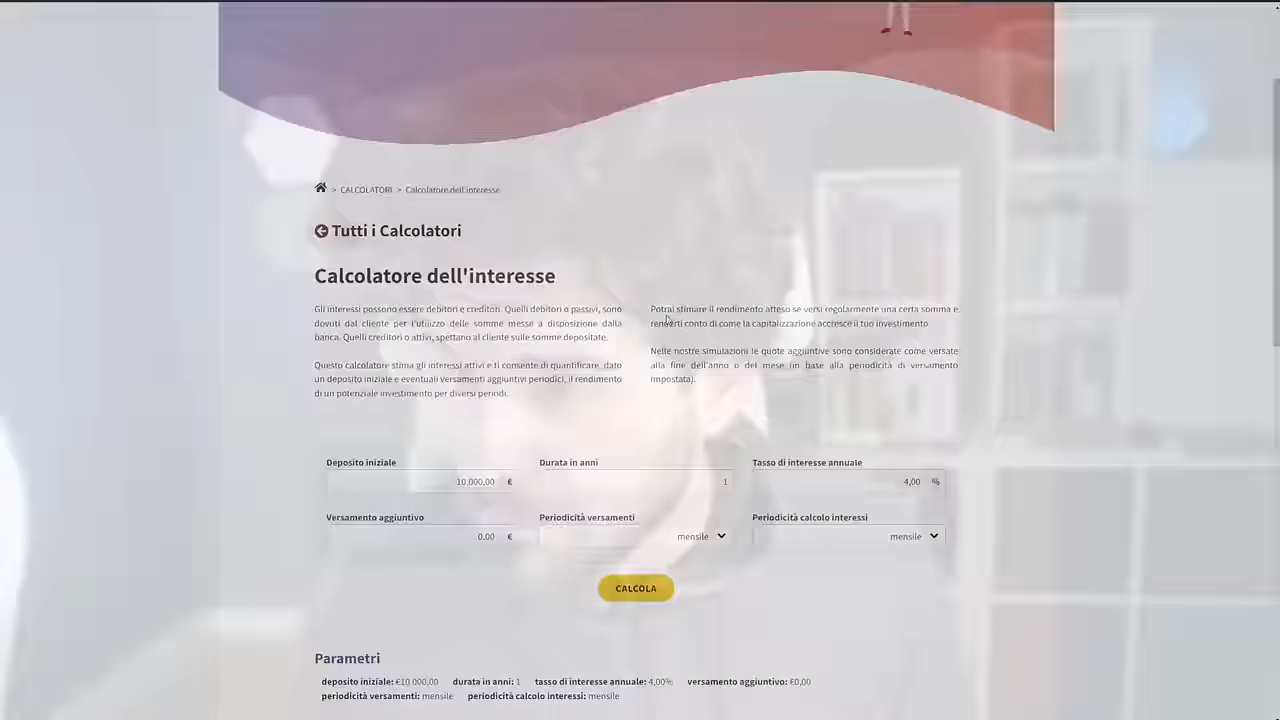 > CALCOLATORI > Calcolatore dell'interesse
Tutti i Calcolatori
Calcolatore dell'interesse
Gli interessi possono essere debitori e creditori. Quelli debitori o passivi, sono
dovuti dal cliente per l'utilizzo delle somme messe a disposizione dalla
banca. Quelli creditori o attivi, spettano al cliente sulle somme depositate.
Questo calcolatore stima gli interessi attivi e ti consente di quantificare, dato
un deposito iniziale e eventuali versamenti aggiuntivi periodici, il rendimento
di un potenziale investimento per diversi periodi.
Potrai stimare il rendimento atteso se versi regolarmente una certa somma e
renderti conto di come la capitalizzazione accresce il tuo investimento
Nelle nostre simulazioni le quote aggiuntive sono considerate come versate
alla fine dell'anno o del mese (in base alla periodicità di versamento
impostata).
Deposito iniziale Durata in anni Tasso di interesse annuale
10.000,00 € 1 4,00 %
Versamento aggiuntivo Periodicità versamenti Periodicità calcolo interessi
0.00 € mensile mensile
CALCOLA
Parametri
deposito iniziale: €10.000,00 durata in anni: 1 tasso di interesse annuale: 4,00% versamento aggiuntivo: €0,00
periodicità versamenti: mensile periodicità calcolo interessi: mensile